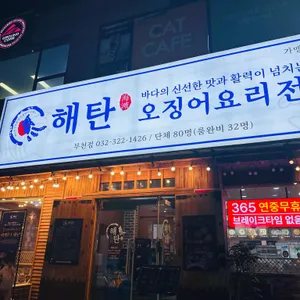 CAT
CAFE
가맹
해탄
바다의 신선한 맛과 활력이 넘치는
오징어요리전
부천점 032-322-1426 / 단체 80명(룸완비 32명)
365 연중무휴
브레이크타임 없음